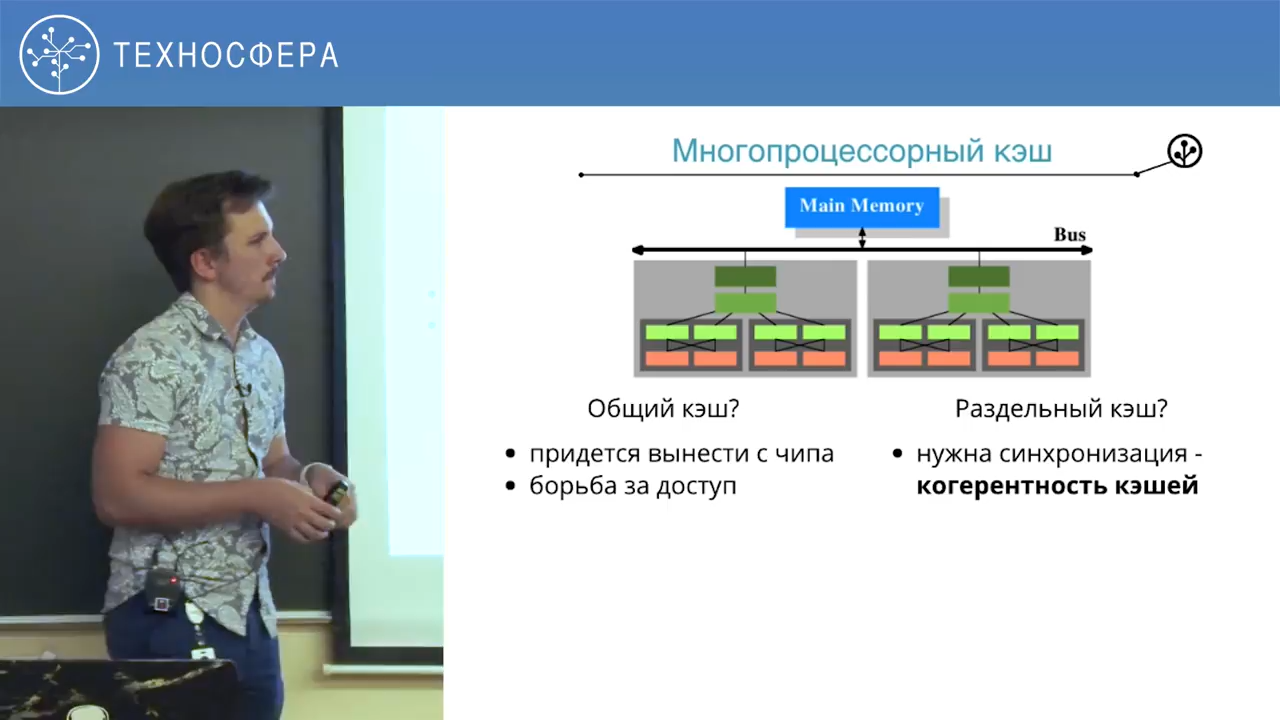 ТЕХНОСФЕРА
Многопроцессорный кэш
Main Memory
Bus
Общий кэш?
• придется вынести с чипа
• борьба за доступ
Раздельный кэш?
• нужна синхронизация -
когерентность кэшей